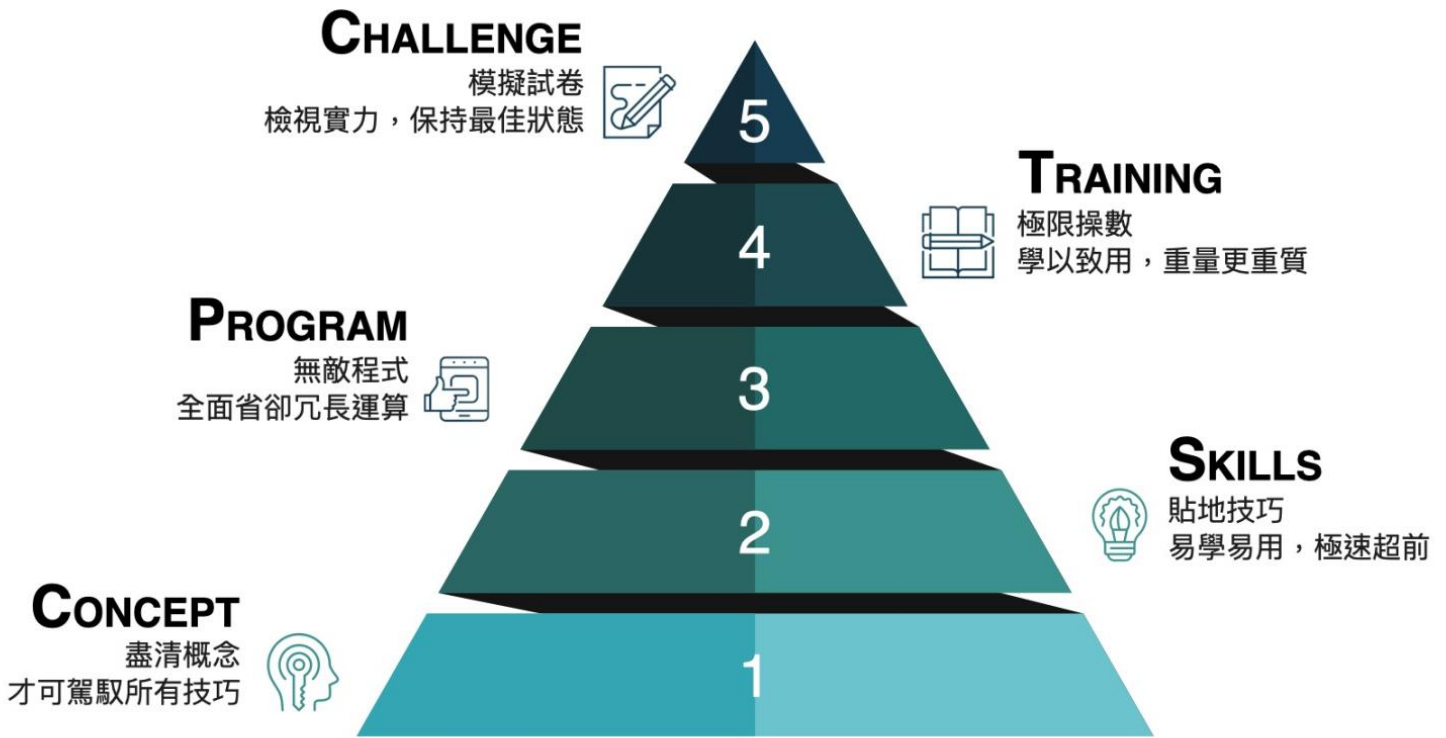 CHALLENGE
模擬試卷
檢視實力，保持最佳狀態
5
TRAINING
極限操數
學以致用，重量更重質
4
PROGRAM
無敵程式
全面省卻冗長運算
3
SKILLS
貼地技巧
易學易用，極速超前
2
CONCEPT
盡清概念
才可駕馭所有技巧
1